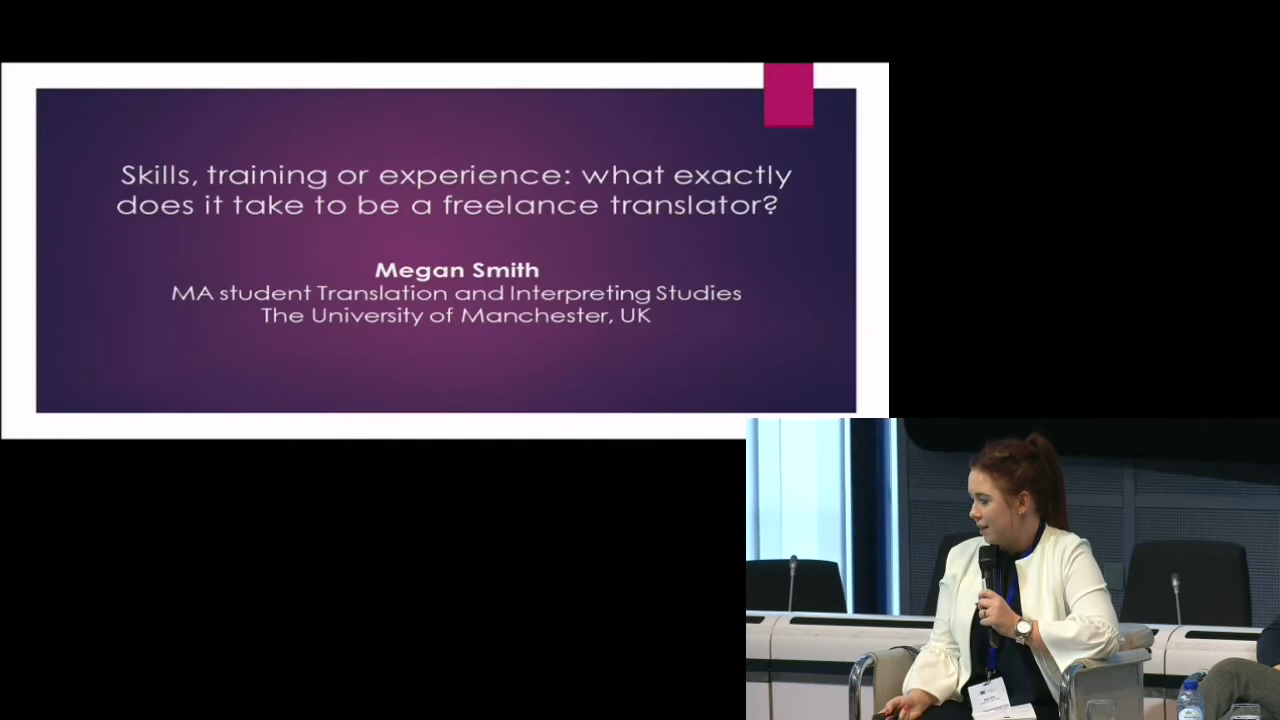 Skills, training or experience: what exactly
does it take to be a freelance translator?
Megan Smith
MA student Translation and Interpreting Studies
The University of Manchester, UK